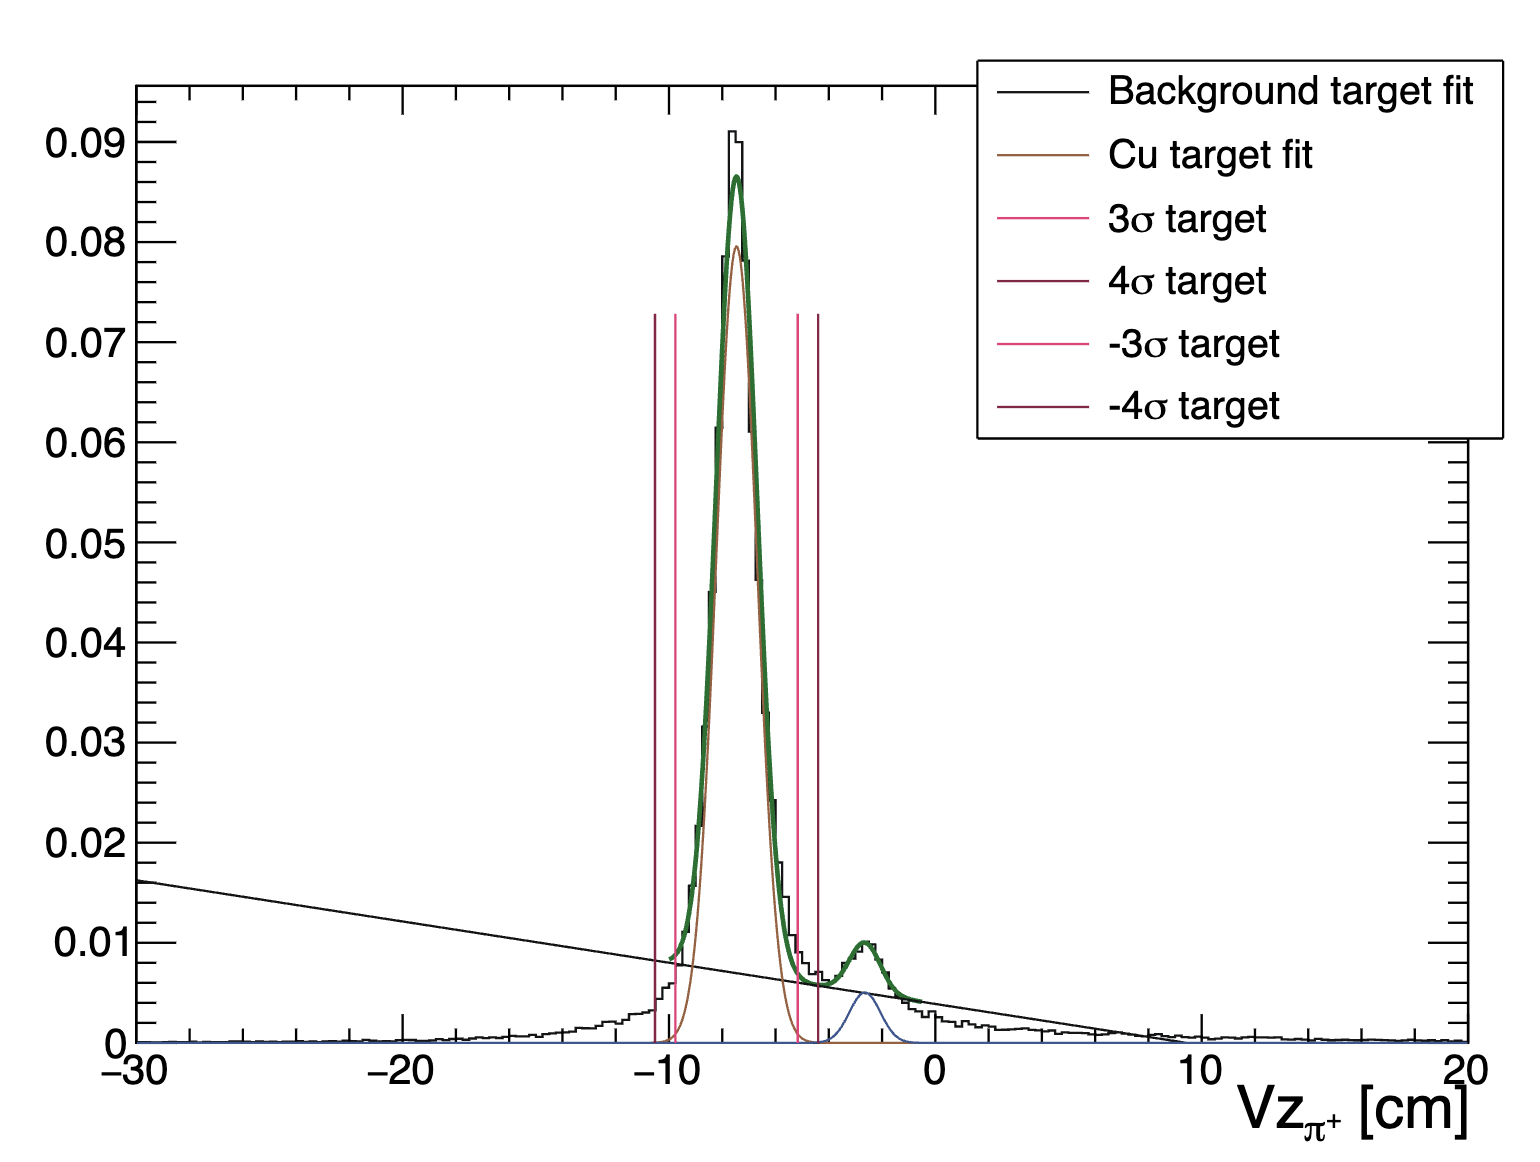 Background target fit
Cu target fit
3σ target
4σ target
-3σ target
-4σ target
0.09
0.08
0.07
0.06
0.05
0.04
0.03
0.02
0.01
0
−30 −20 −10 0 10 20
Vzπ+ [cm]